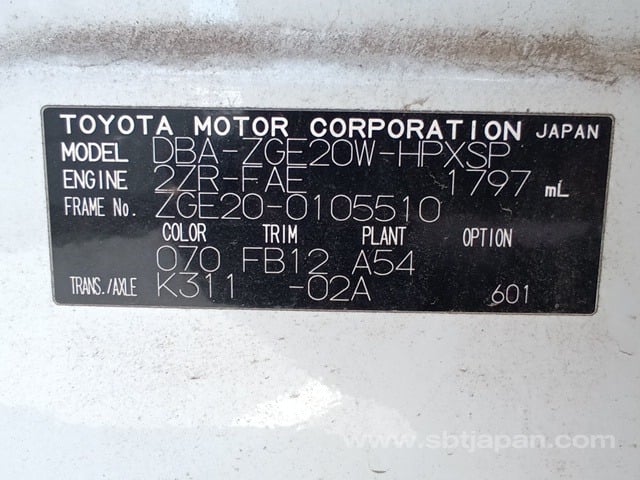 TOYOTA MOTOR CORPORATION JAPAN
MODEL DBA-ZGE20W-HPXSP
ENGINE 2ZR-FAE 1797 mL
FRAME No. ZGE20-0105510
COLOR TRIM PLANT OPTION
070 FB12 A54
TRANS./AXLE K311 -02A 601
www.sbtjapan.com